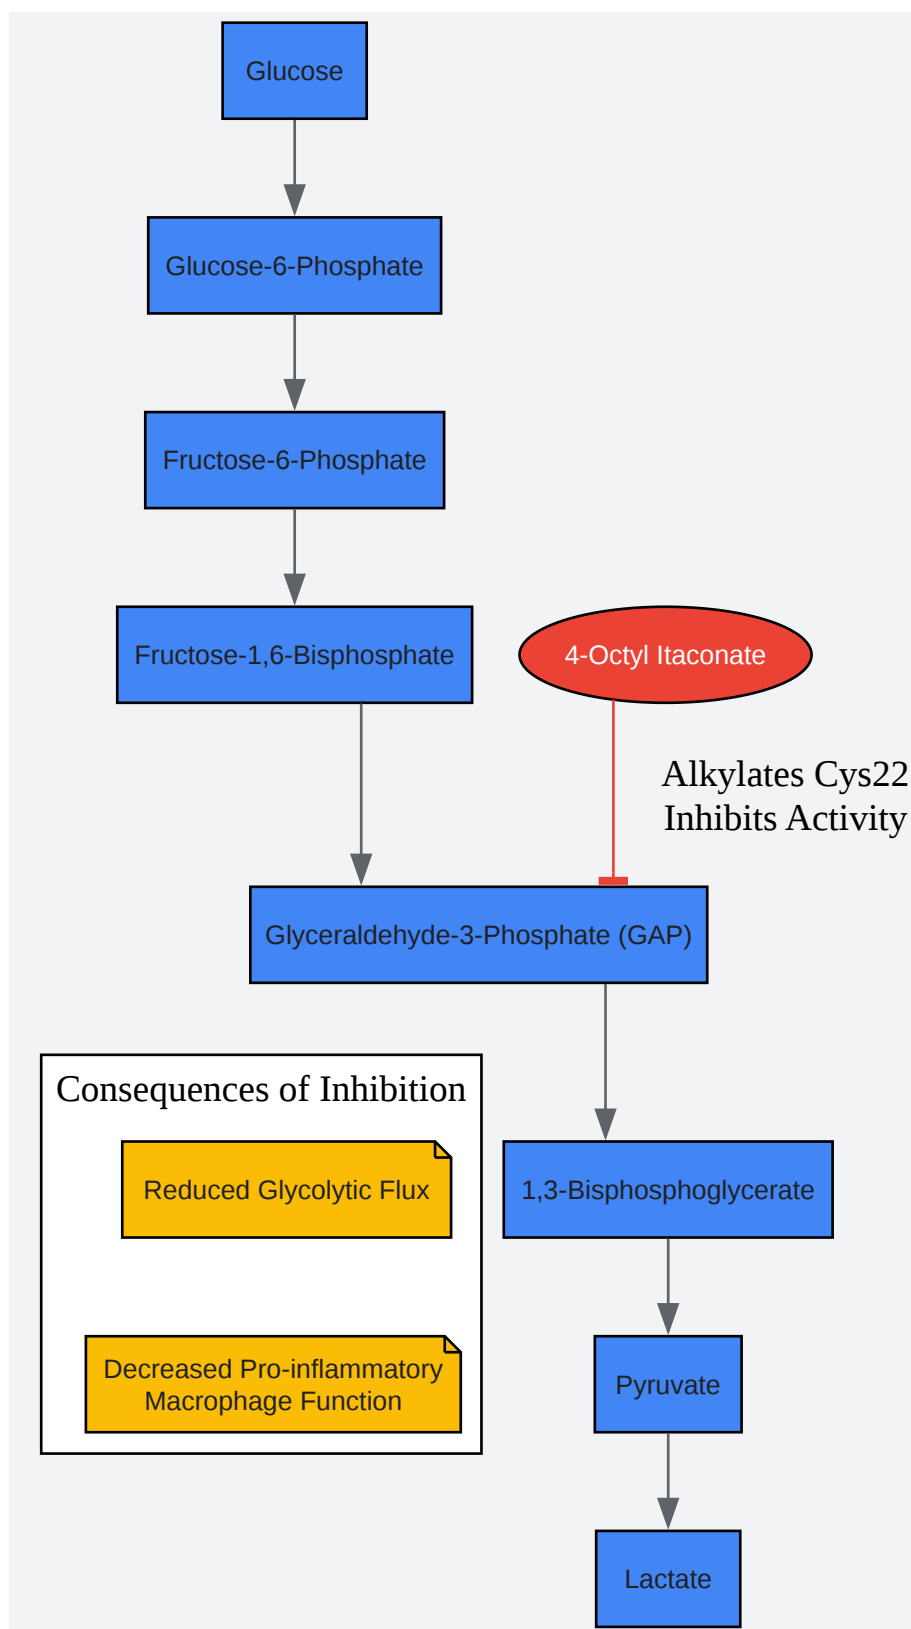 Glucose
Glucose-6-Phosphate
Fructose-6-Phosphate
Fructose-1,6-Bisphosphate
4-Octyl Itaconate
Alkylates Cys22
Inhibits Activity
Glyceraldehyde-3-Phosphate (GAP)
Consequences of Inhibition
Reduced Glycolytic Flux
1,3-Bisphosphoglycerate
Decreased Pro-inflammatory
Macrophage Function
Pyruvate
Lactate